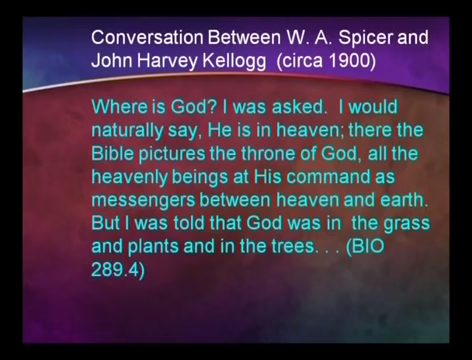 Conversation Between W. A. Spicer and
John Harvey Kellogg (circa 1900)
Where is God? I was asked. I would
naturally say, He is in heaven; there the
Bible pictures the throne of God, all the
heavenly beings at His command as
messengers between heaven and earth.
But I was told that God was in the grass
and plants and in the trees. . . (BIO
289.4)